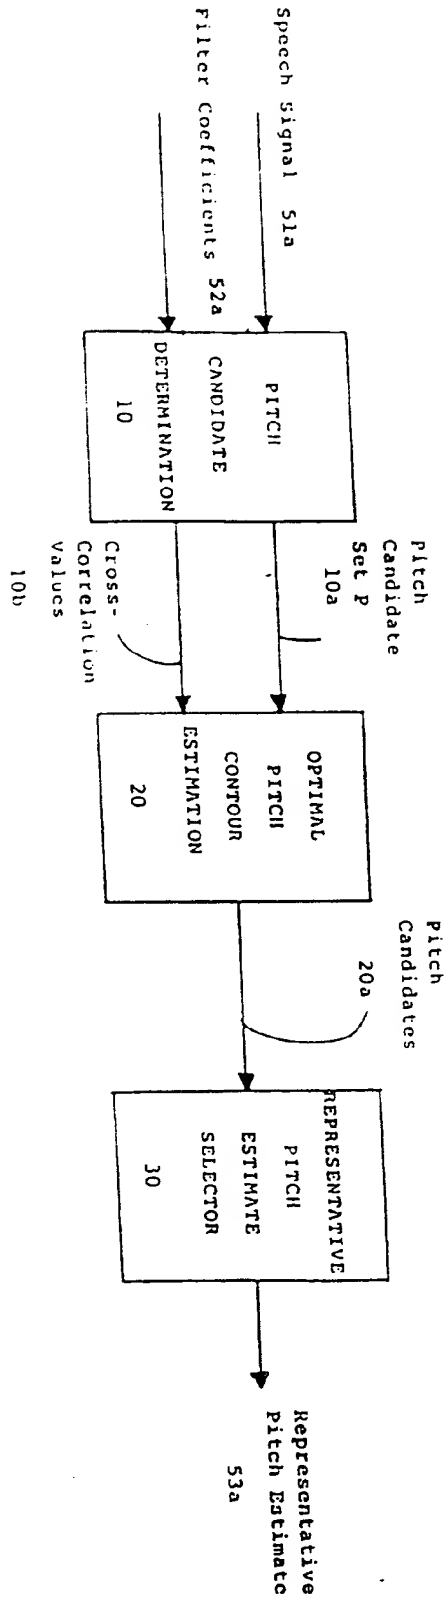 Speech Signal 51a
Filter Coefficients 52a
PITCH
CANDIDATE
DETERMINATION
10
Pitch
Candidate
Set P
10a
Cross-
Correlation
Values
10b
OPTIMAL
PITCH
CONTOUR
ESTIMATION
20
Pitch
Candidates
20a
REPRESENTATIVE
PITCH
ESTIMATE
SELECTOR
30
Representative
Pitch Estimate
53a